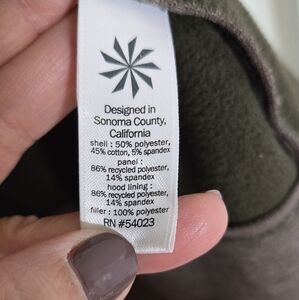 Designed in
Sonoma County,
California
shell : 50% polyester,
45% cotton, 5% spandex
panel :
86% recycled polyester,
14% spandex
hood lining :
86% recycled polyester,
14% spandex
filler : 100% polyester
RN #54023